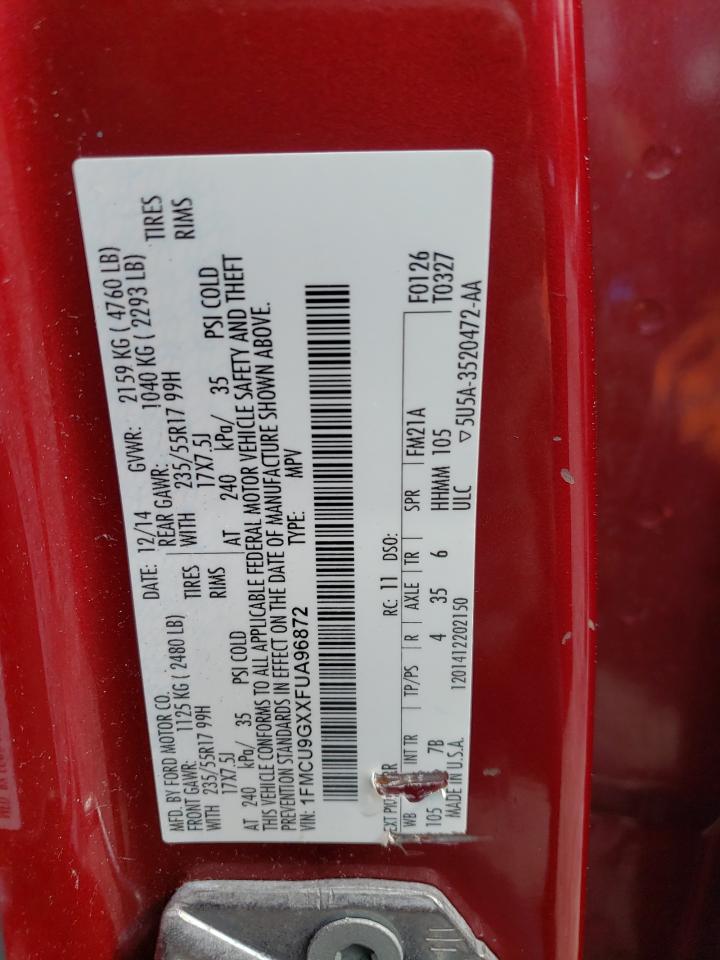 MFD. BY FORD MOTOR CO.
DATE: 12/14 GVWR: 2159 KG ( 4760 LB)
FRONT GAWR: 1125 KG ( 2480 LB) REAR GAWR: 1040 KG ( 2293 LB)
WITH 235/55R17 99H TIRES WITH 235/55R17 99H TIRES
17X7.5J RIMS 17X7.5J RIMS
AT 240 kPa/ 35 PSI COLD AT 240 kPa/ 35 PSI COLD
THIS VEHICLE CONFORMS TO ALL APPLICABLE FEDERAL MOTOR VEHICLE SAFETY AND THEFT
PREVENTION STANDARDS IN EFFECT ON THE DATE OF MANUFACTURE SHOWN ABOVE.
VIN: 1FMCU9GXXFUA96872 TYPE: MPV
EXT RC: 11 DSO: F0126
WB INT TR TP/PS R AXLE TR SPR FM21A T0327
105 7B 4 35 6 HHMM 105
MADE IN U.S.A. 1201412202150 ULC ▽5U5A-3520472-AA